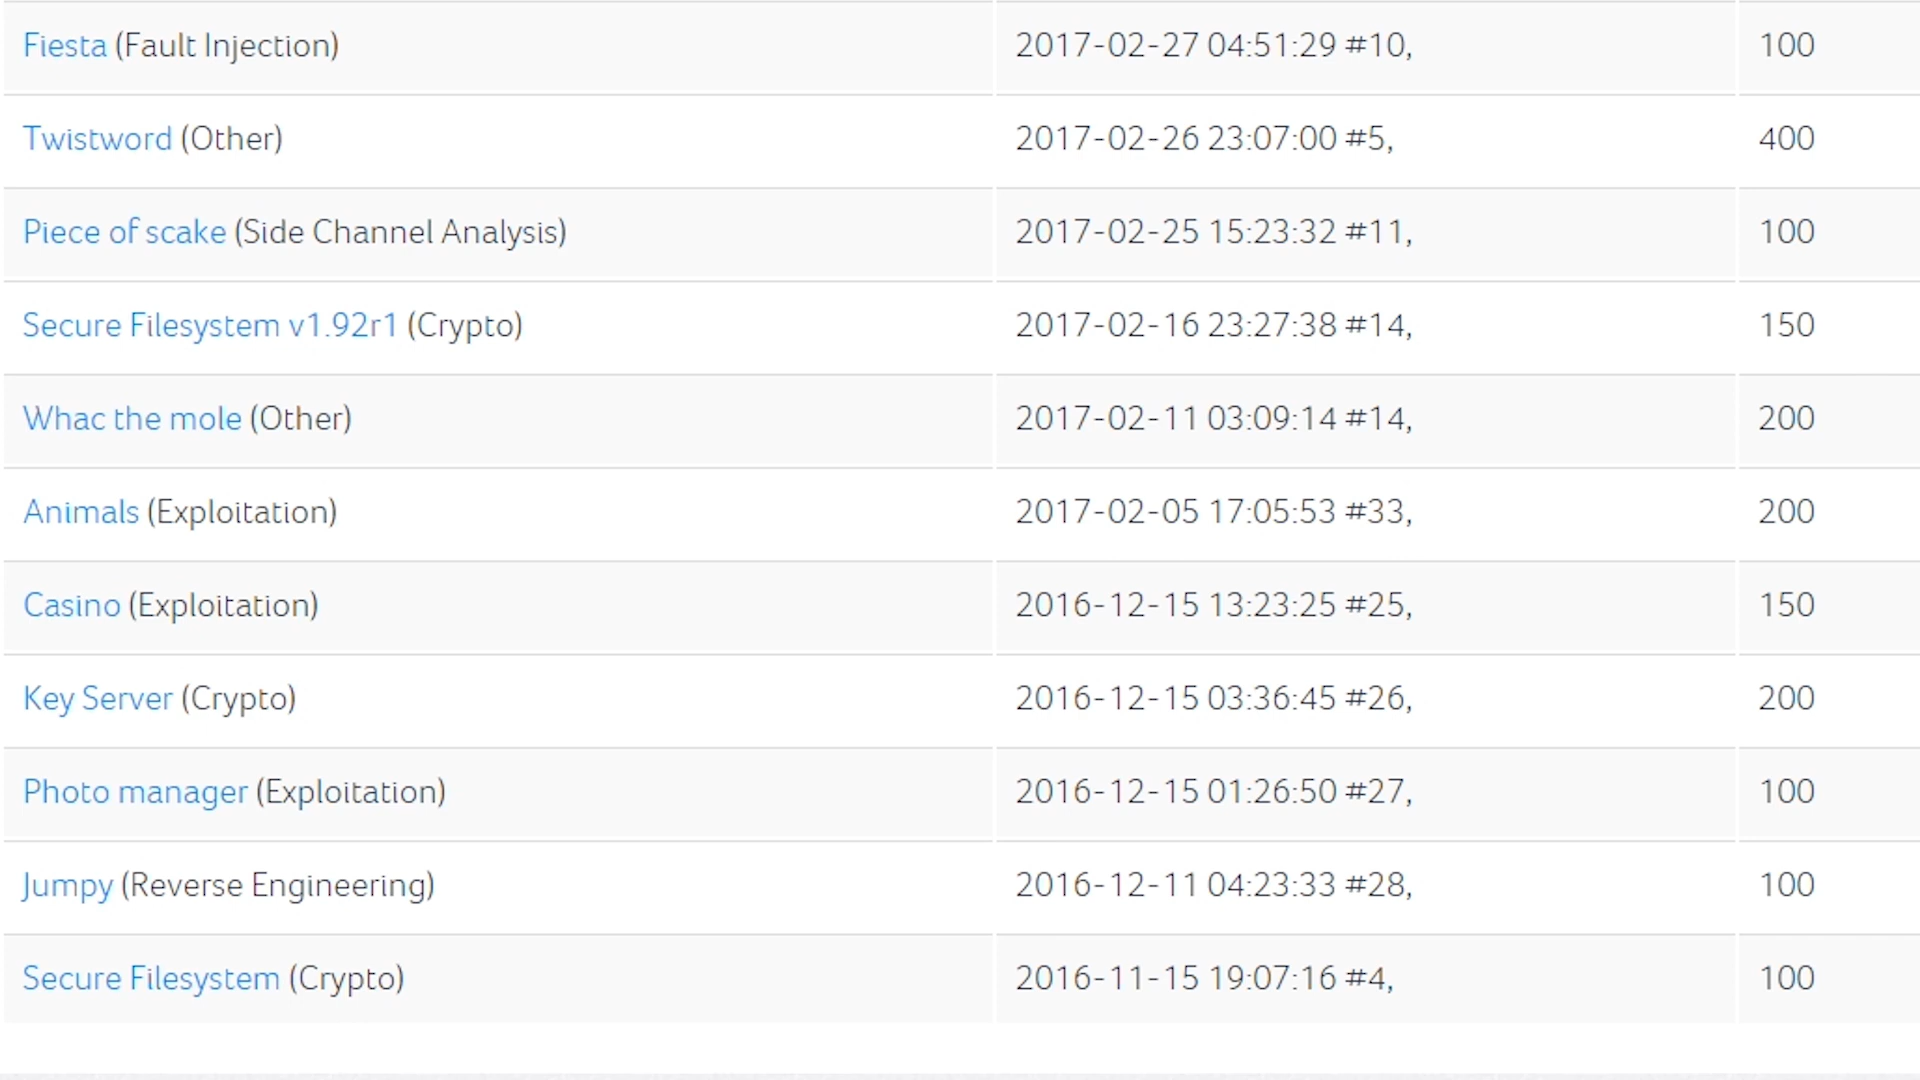 Fiesta (Fault Injection) 2017-02-27 04:51:29 #10, 100
Twistword (Other) 2017-02-26 23:07:00 #5, 400
Piece of scake (Side Channel Analysis) 2017-02-25 15:23:32 #11, 100
Secure Filesystem v1.92r1 (Crypto) 2017-02-16 23:27:38 #14, 150
Whac the mole (Other) 2017-02-11 03:09:14 #14, 200
Animals (Exploitation) 2017-02-05 17:05:53 #33, 200
Casino (Exploitation) 2016-12-15 13:23:25 #25, 150
Key Server (Crypto) 2016-12-15 03:36:45 #26, 200
Photo manager (Exploitation) 2016-12-15 01:26:50 #27, 100
Jumpy (Reverse Engineering) 2016-12-11 04:23:33 #28, 100
Secure Filesystem (Crypto) 2016-11-15 19:07:16 #4, 100